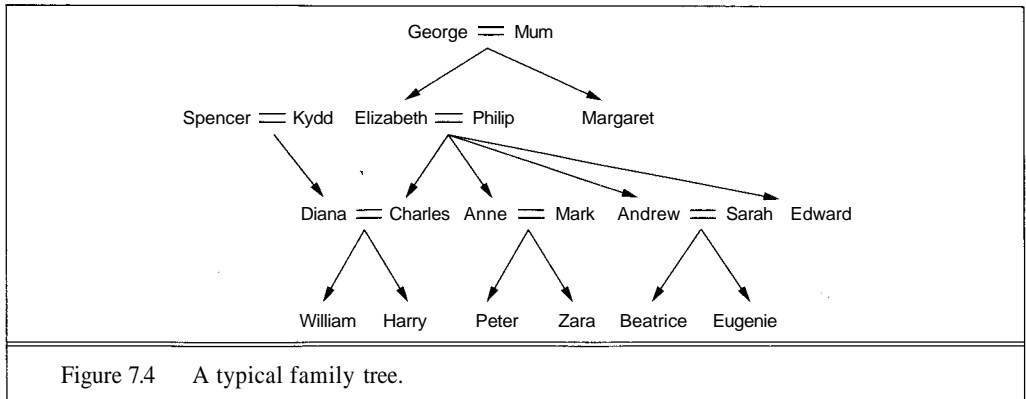 George Mum
Spencer Kydd Elizabeth Philip Margaret
Diana Charles Anne Mark Andrew Sarah Edward
William Harry Peter Zara Beatrice Eugenie
Figure 7.4 A typical family tree.